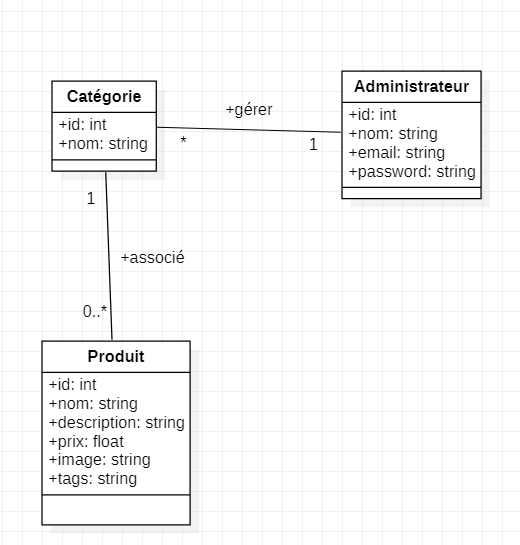 Catégorie
+id: int
+nom: string
+gérer
*
1
Administrateur
+id: int
+nom: string
+email: string
+password: string
1
+associé
0..*
Produit
+id: int
+nom: string
+description: string
+prix: float
+image: string
+tags: string